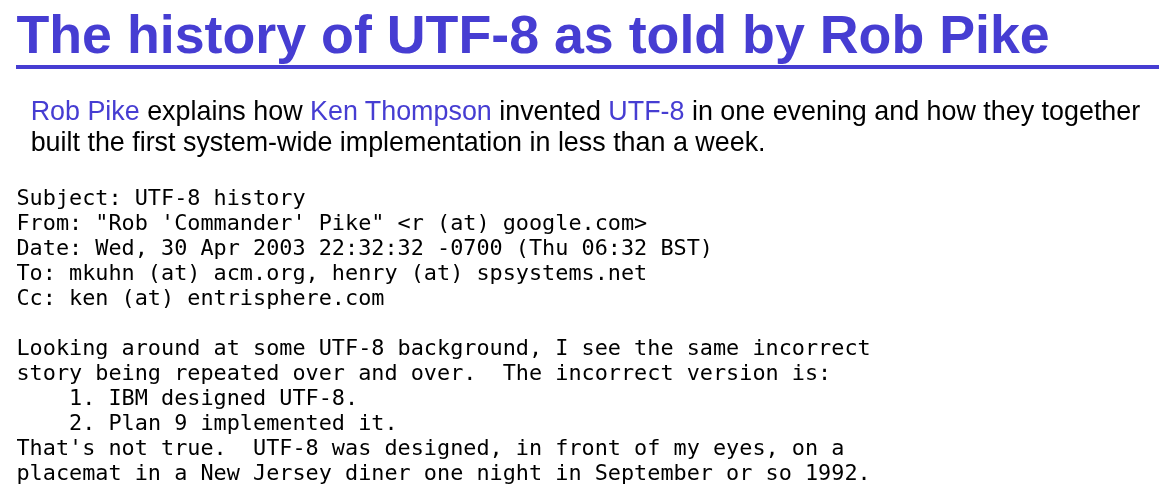 The history of UTF-8 as told by Rob Pike
Rob Pike explains how Ken Thompson invented UTF-8 in one evening and how they together
built the first system-wide implementation in less than a week.
Subject: UTF-8 history
From: "Rob 'Commander' Pike" <r (at) google.com>
Date: Wed, 30 Apr 2003 22:32:32 -0700 (Thu 06:32 BST)
To: mkuhn (at) acm.org, henry (at) spsystems.net
Cc: ken (at) entrisphere.com

Looking around at some UTF-8 background, I see the same incorrect
story being repeated over and over.  The incorrect version is:
    1. IBM designed UTF-8.
    2. Plan 9 implemented it.
That's not true.  UTF-8 was designed, in front of my eyes, on a
placemat in a New Jersey diner one night in September or so 1992.